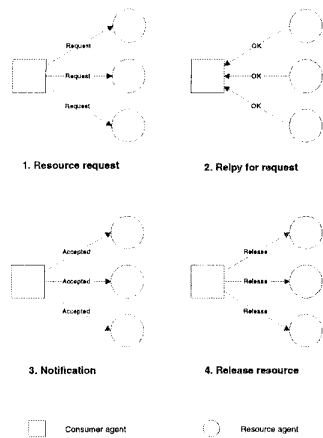 Request
Request
Request
1. Resource request
OK
OK
OK
2. Relpy for request
Accepted
Accepted
Accepted
3. Notification
Release
Release
Release
4. Release resource
Consumer agent
Resource agent